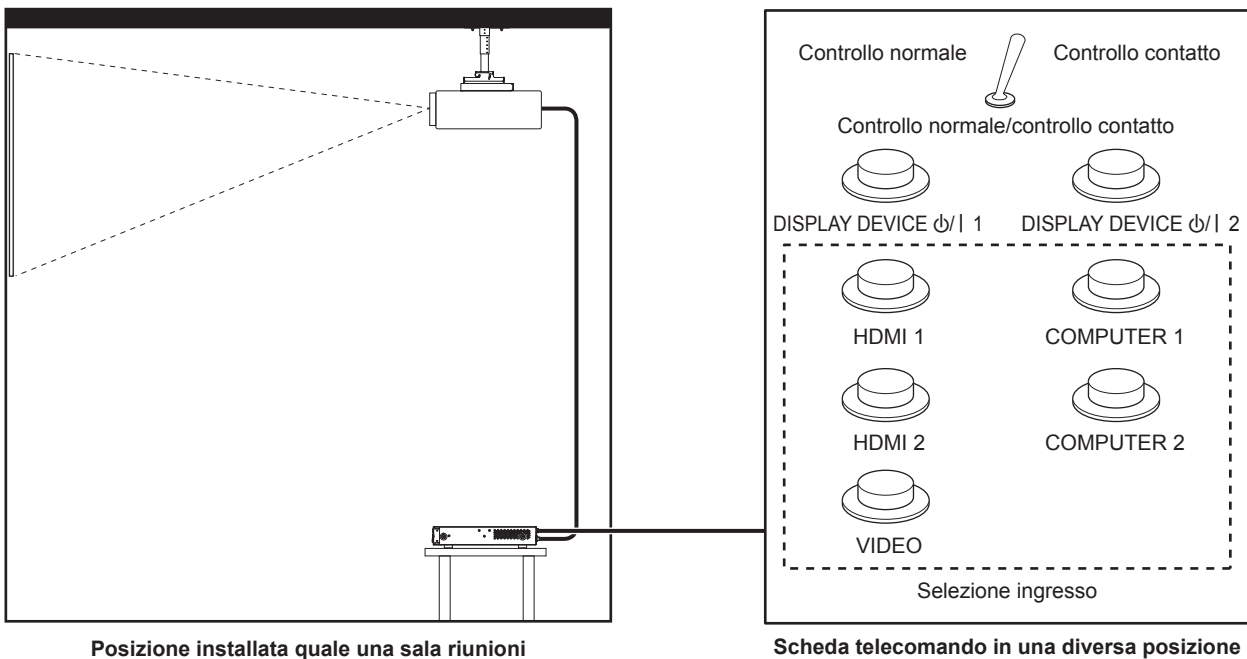 Controllo normale Controllo contatto
Controllo normale/controllo contatto
DISPLAY DEVICE ⏻/| 1 DISPLAY DEVICE ⏻/| 2
HDMI 1 COMPUTER 1
HDMI 2 COMPUTER 2
VIDEO
Selezione ingresso
Posizione installata quale una sala riunioni
Scheda telecomando in una diversa posizione